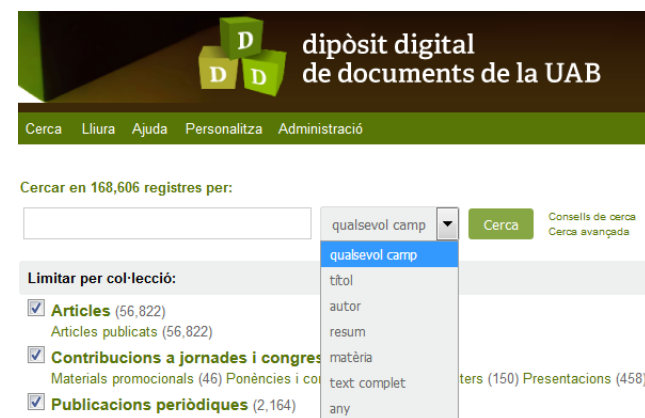 D
D D
dipòsit digital
de documents de la UAB
Cerca Lliura Ajuda Personalitza Administració
Cercar en 168,606 registres per:
qualsevol camp Cerca Consells de cerca
Cerca avançada
qualsevol camp
Limitar per col·lecció:
títol
Articles (56,822)
autor
Articles publicats (56,822)
resum
Contribucions a jornades i
matèria
Materials promocionals (46) Ponències i (150) Presentacions (458)
text complet
Publicacions periòdiques (2,164)
any